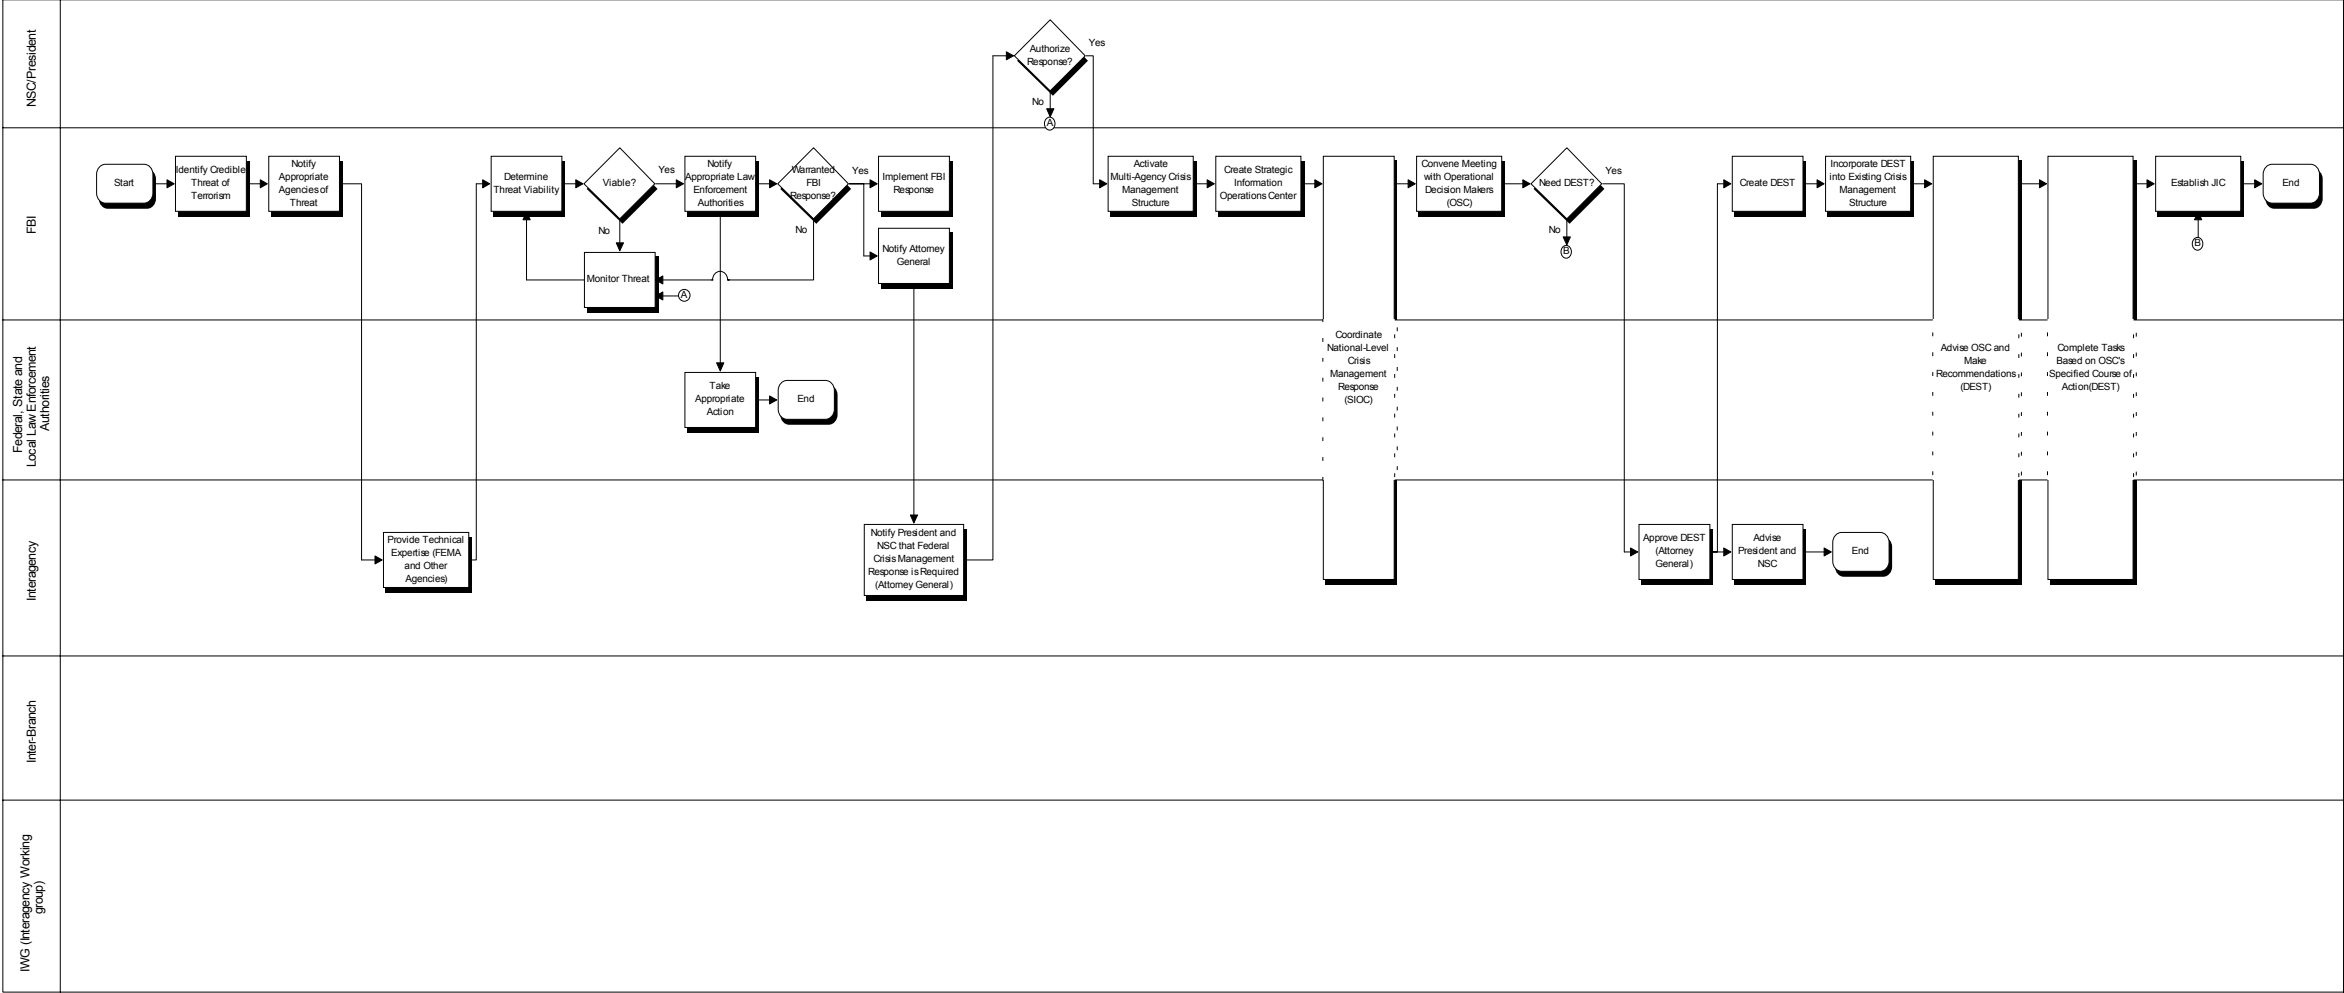 NSC/President
Authorize
Response?
Yes
No
A
FBI
Start
Identify Credible
Threat of
Terrorism
Notify
Appropriate
Agencies of
Threat
Determine
Threat Viability
Viable?
Yes
No
Monitor Threat
A
Notify
Appropriate Law
Enforcement
Authorities
Warranted
FBI
Response?
Yes
No
Implement FBI
Response
Notify Attorney
General
Activate
Multi-Agency Crisis
Management
Structure
Create Strategic
Information
Operations Center
Convene Meeting
with Operational
Decision Makers
(OSC)
Need DEST?
Yes
No
B
Create DEST
Incorporate DEST
into Existing Crisis
Management
Structure
Establish JIC
B
End
Federal, State and
Local Law Enforcement
Authorities
Take
Appropriate
Action
End
Coordinate
National-Level
Crisis
Management
Response
(SIOC)
Advise OSC and
Make
Recommendations
(DEST)
Complete Tasks
Based on OSC's
Specified Course of
Action(DEST)
Interagency
Provide Technical
Expertise (FEMA
and Other
Agencies)
Notify President and
NSC that Federal
Crisis Management
Response is Required
(Attorney General)
Approve DEST
(Attorney
General)
Advise
President and
NSC
End
Inter-Branch
IWG (Interagency Working
group)